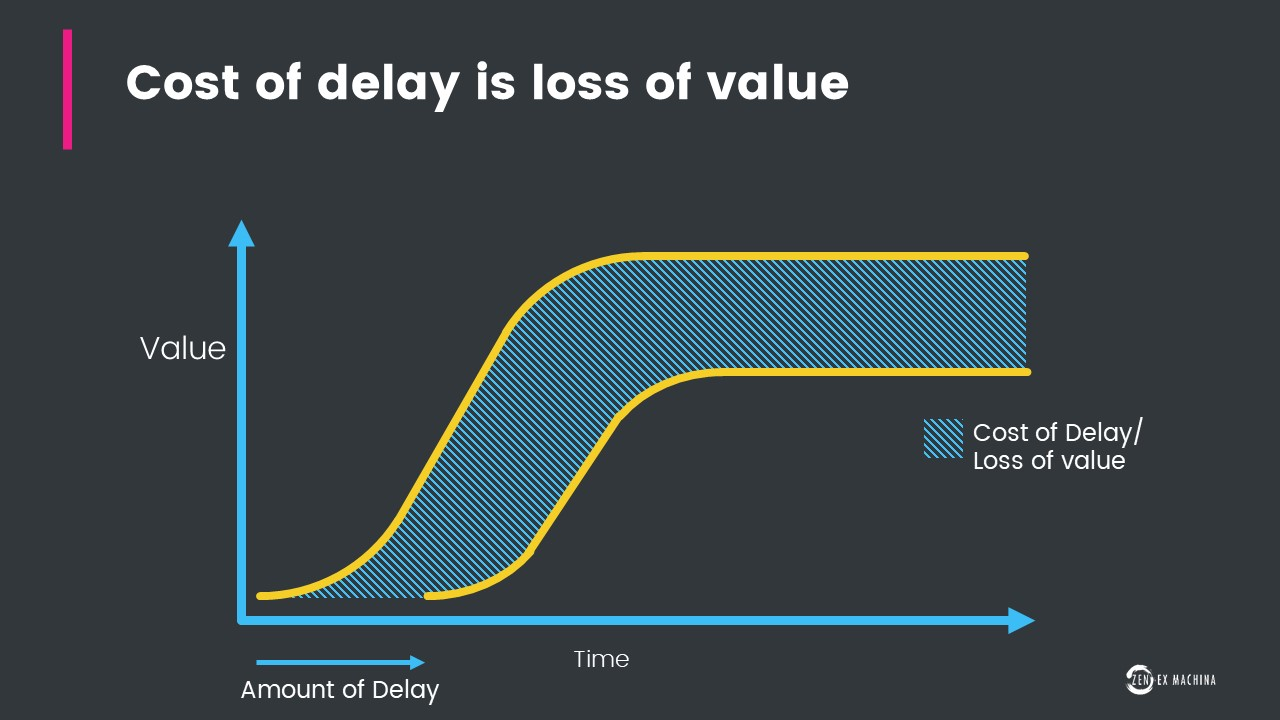 Cost of delay is loss of value
Value
Cost of Delay/
Loss of value
Time
Amount of Delay
ZEN EX MACHINA